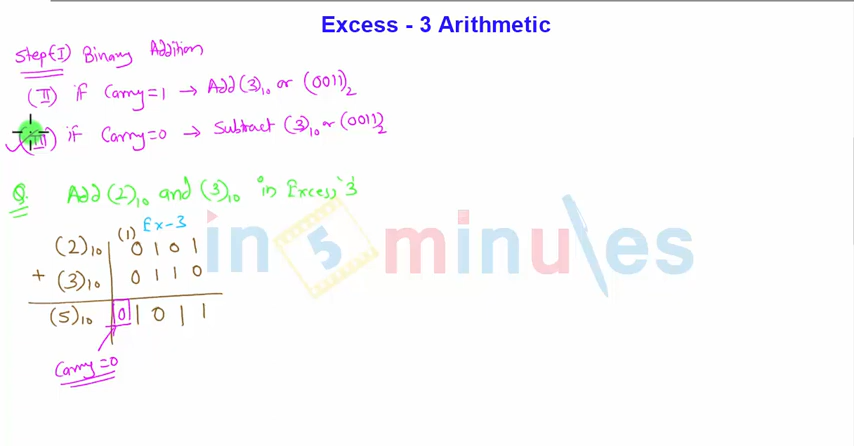 Excess - 3 Arithmetic
Step(I) Binary Addition
(II) if Carry=1 → Add (3)10 or (0011)2
(III) if Carry=0 → Subtract (3)10 or (0011)2
Q. Add (2)10 and (3)10 in Excess '3'
(1) Ex-3
(2)10 0 1 0 1
+ (3)10 0 1 1 0
(5)10 0 1 0 1 1
Carry=0
in 5 minutes